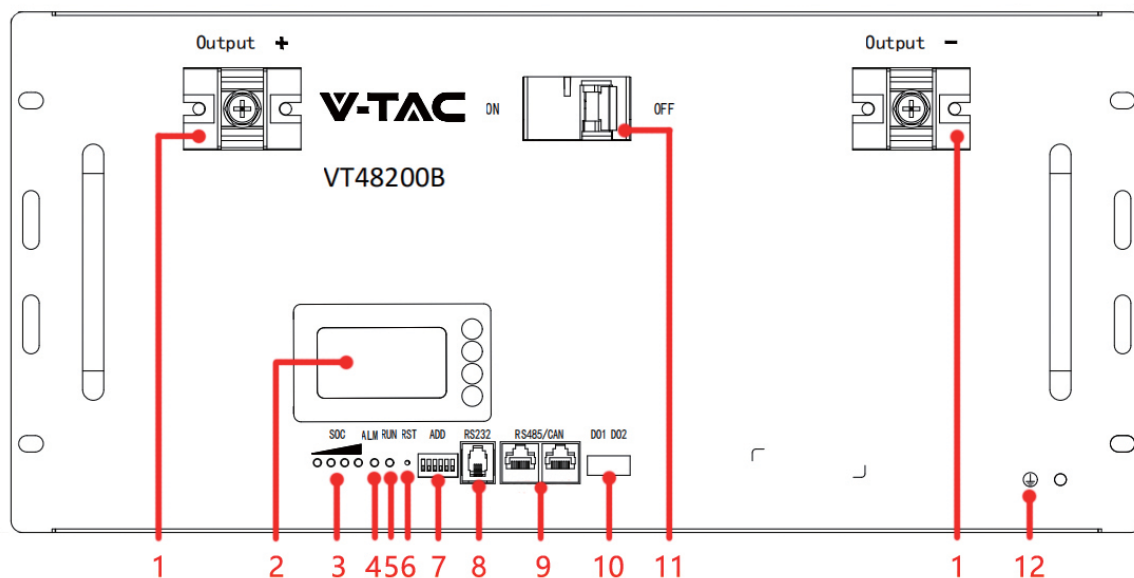 Output +
Output -
V-TAC
ON
OFF
VT48200B
SOC
ALM
RUN
RST
ADD
RS232
RS485/CAN
DO1 DO2
1
2
3
4
5
6
7
8
9
10
11
1
12